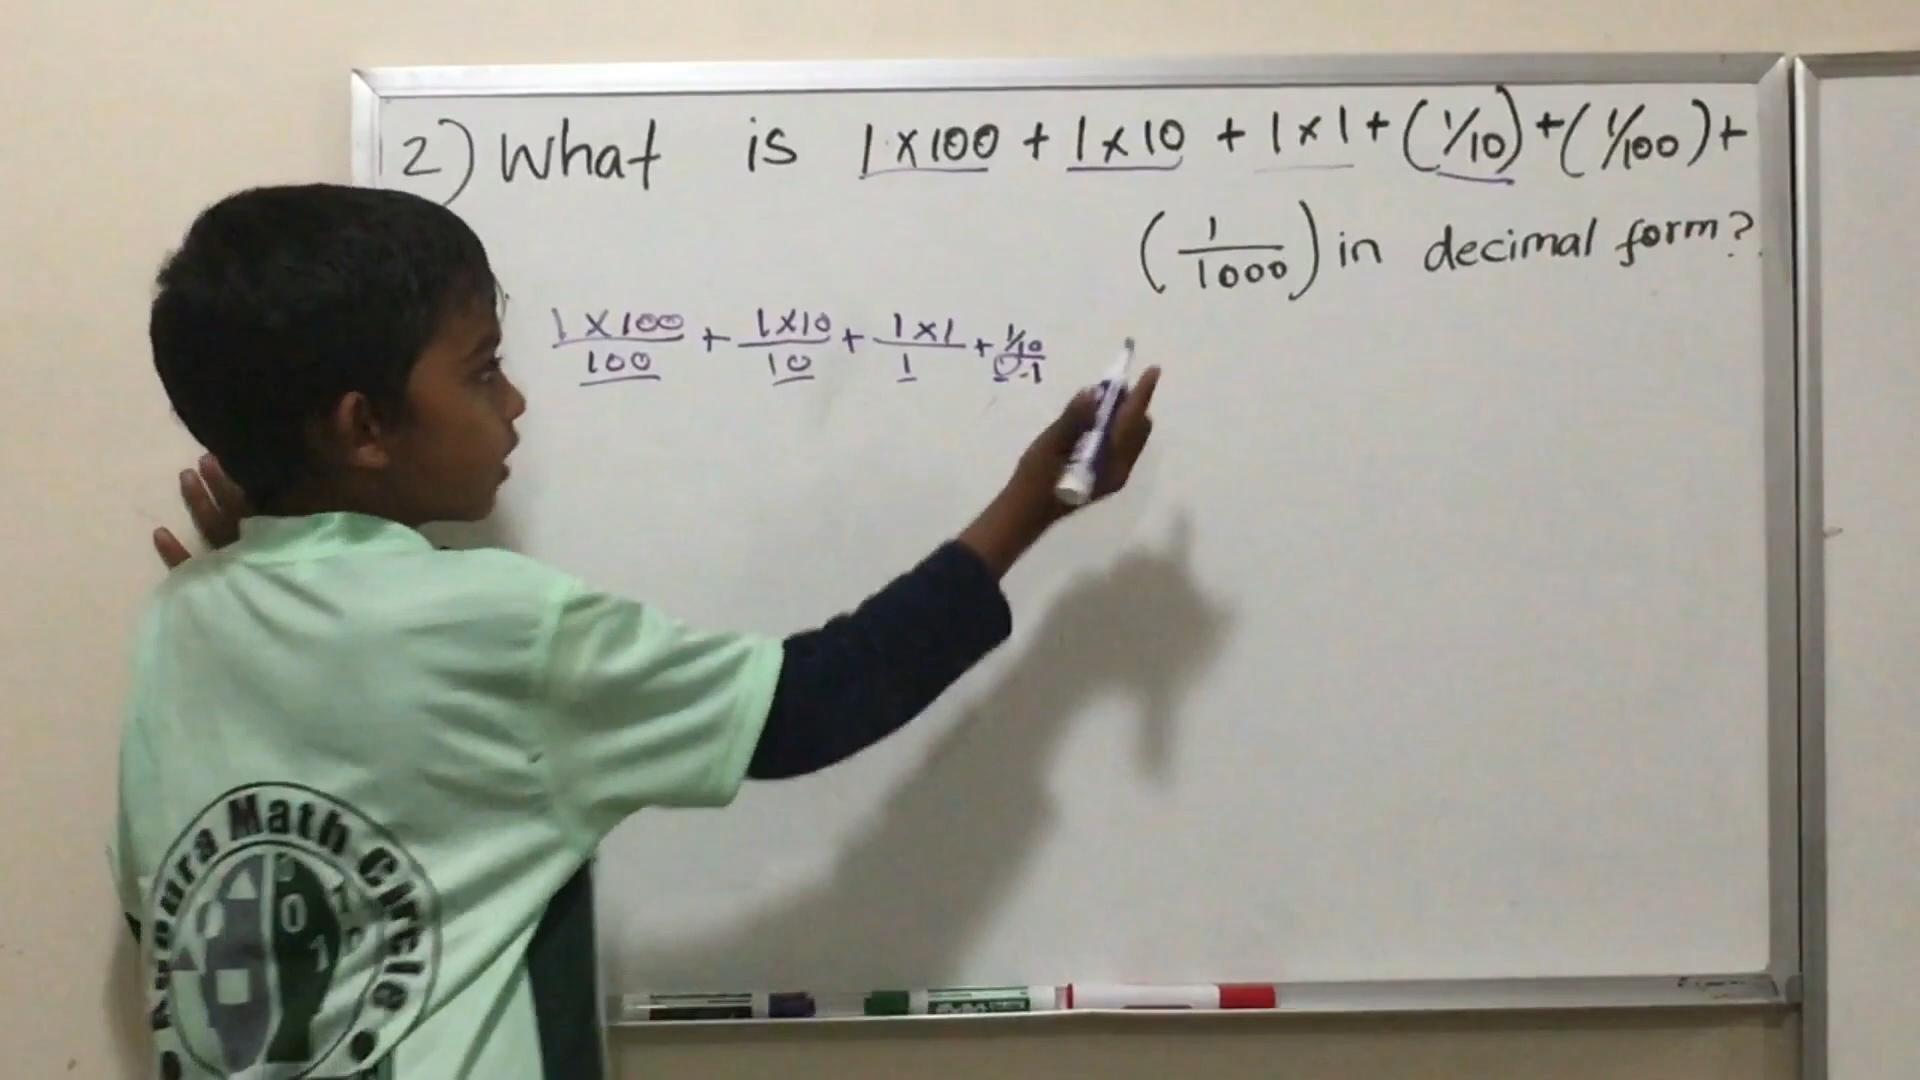 2) What is 1 x 100 + 1 x 10 + 1 x 1 + (1/10) + (1/100) +
(1/1000) in decimal form?
1 x 100 + 1 x 10 + 1 x 1 + 1/10
100 10 1 0.1
Math Circle